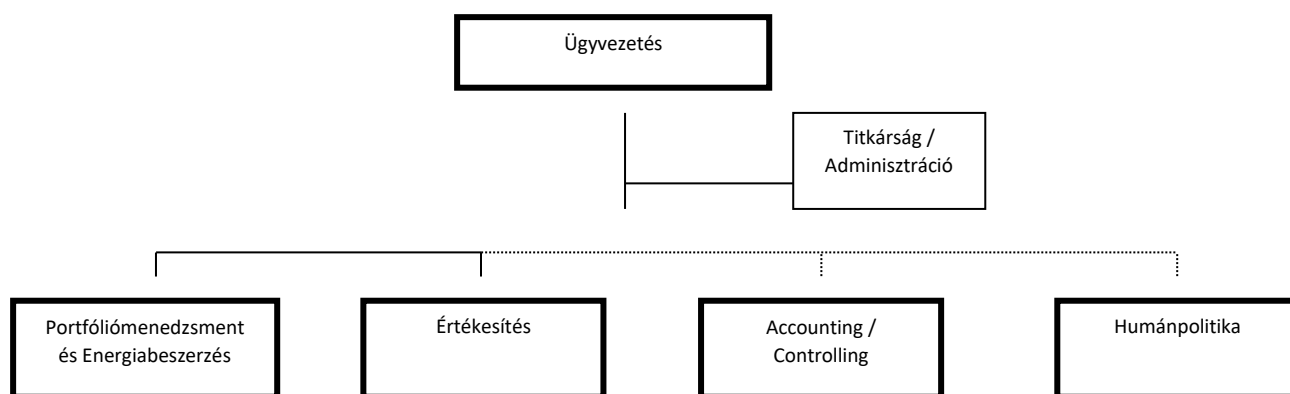 Ügyvezetés
Titkárság /
Adminisztráció
Portfóliómenedzsment
és Energiabeszerzés
Értékesítés
Accounting /
Controlling
Humánpolitika